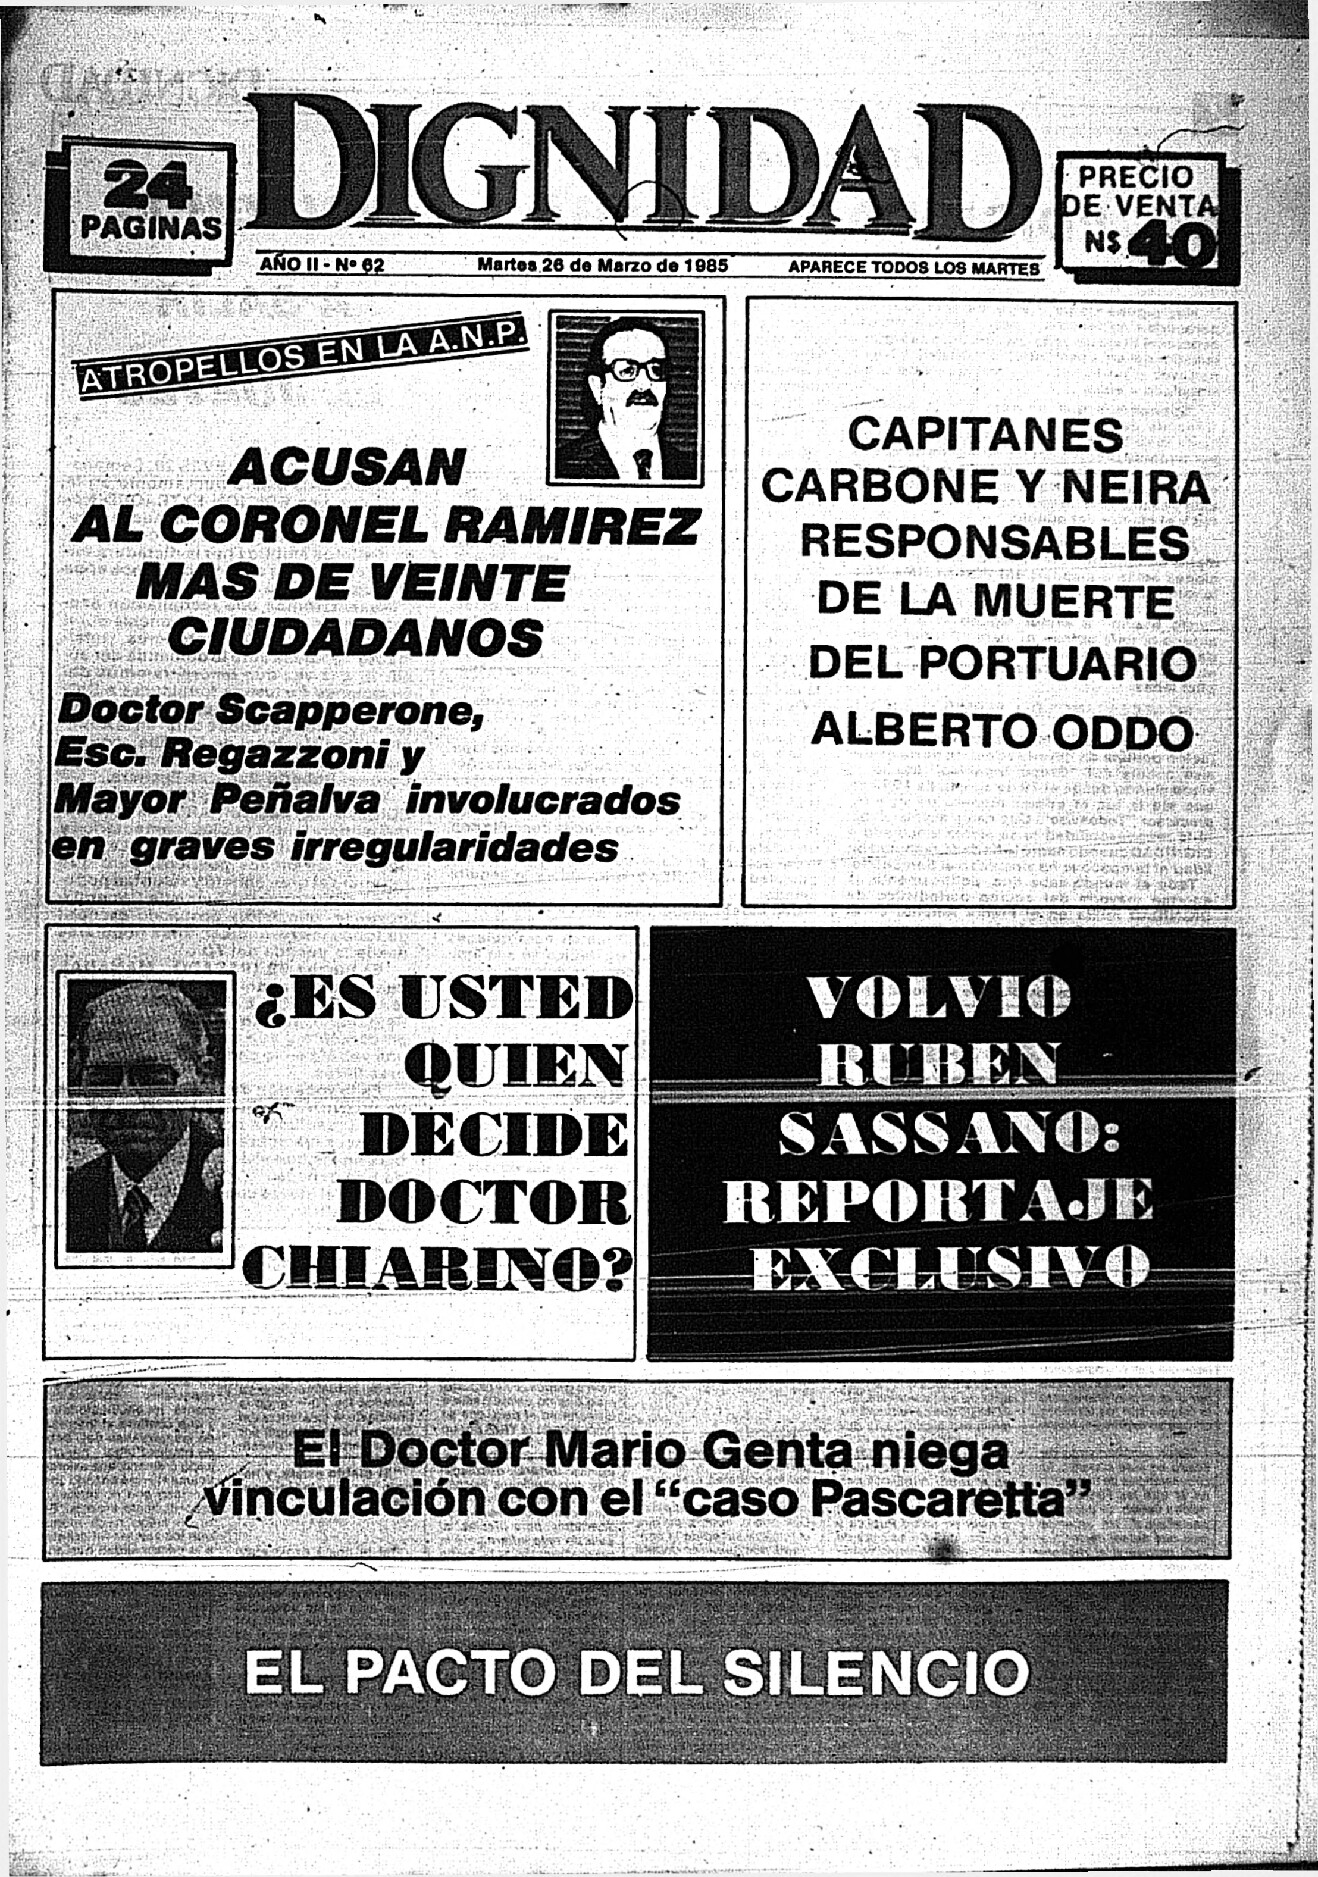 24
PAGINAS
DIGNIDAD
PRECIO
DE VENTA
N$ 40
AÑO II - Nº 62 Martes 26 de Marzo de 1985 APARECE TODOS LOS MARTES
ATROPELLOS EN LA A.N.P.
ACUSAN
AL CORONEL RAMIREZ
MAS DE VEINTE
CIUDADANOS
Doctor Scapperone,
Esc. Regazzoni y
Mayor Peñalva involucrados
en graves irregularidades
CAPITANES
CARBONE Y NEIRA
RESPONSABLES
DE LA MUERTE
DEL PORTUARIO
ALBERTO ODDO
¿ES USTED
QUIEN
DECIDE
DOCTOR
CHIARINO?
VOLVIO
RUBEN
SASSANO:
REPORTAJE
EXCLUSIVO
El Doctor Mario Genta niega
vinculación con el “caso Pascaretta”
EL PACTO DEL SILENCIO